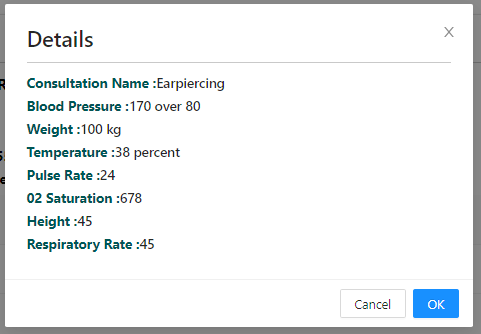 Details
Consultation Name :Earpiercing
Blood Pressure :170 over 80
Weight :100 kg
Temperature :38 percent
Pulse Rate :24
02 Saturation :678
Height :45
Respiratory Rate :45
Cancel
OK